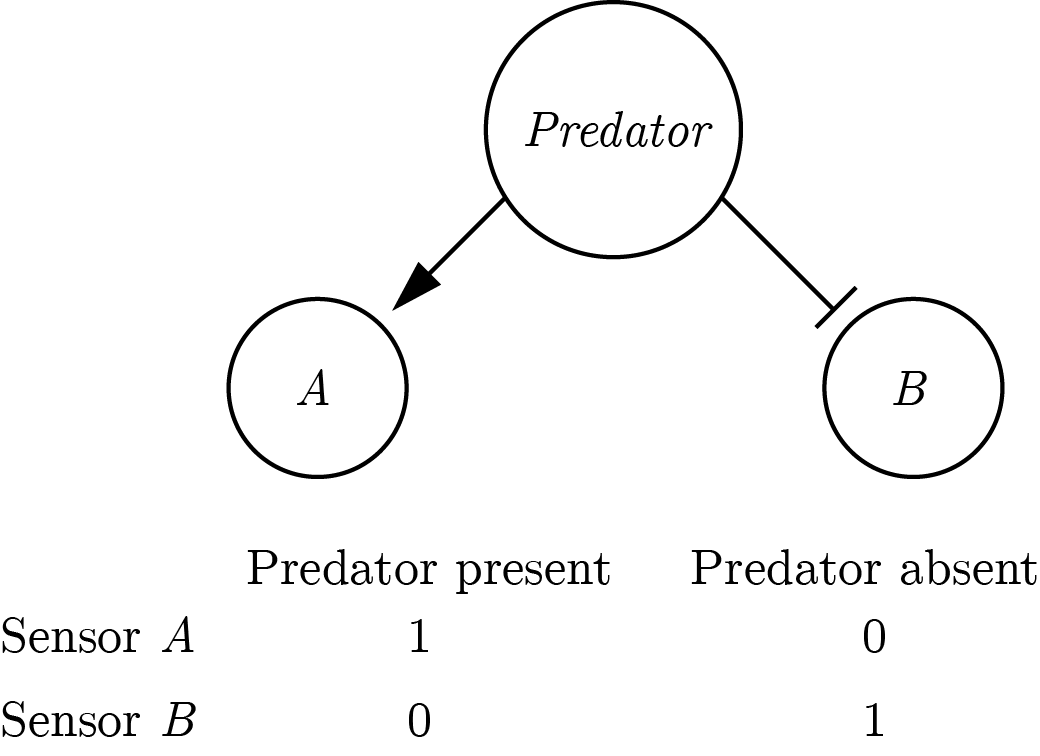 Predator
A
B
Predator present Predator absent
Sensor A 1 0
Sensor B 0 1